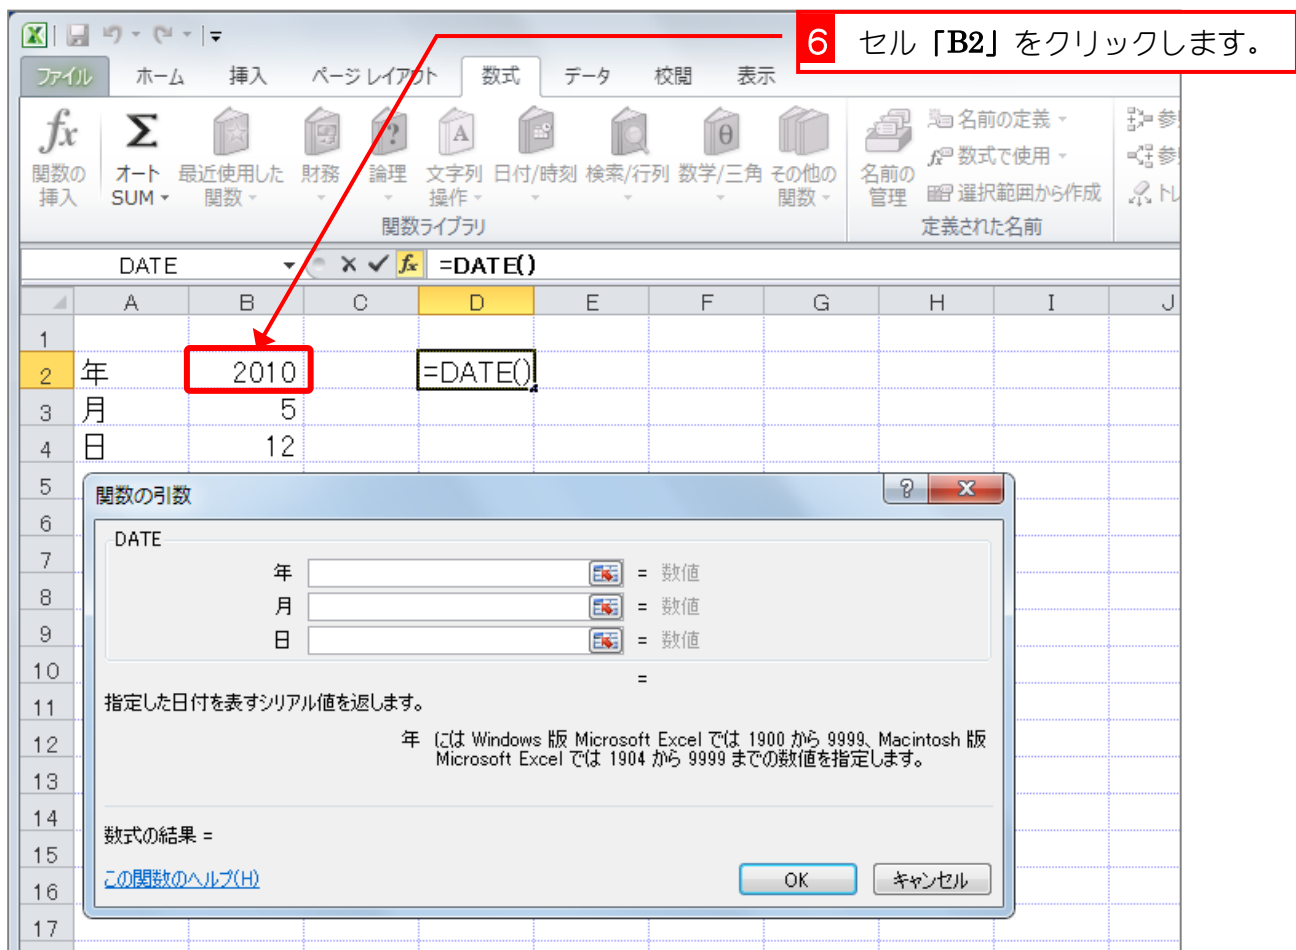 6 セル「B2」をクリックします。
ファイル ホーム 挿入 ページ レイアウト 数式 データ 校閲 表示
fx Σ ? A θ
関数の
挿入
オート
SUM
最近使用した
関数
財務
論理
文字列
操作
日付/時刻
検索/行列
数学/三角
その他の
関数
関数ライブラリ
名前の
管理
名前の定義
数式で使用
選択範囲から作成
定義された名前
参
参
トレ
DATE fx =DATE()
A B C D E F G H I J
1
2 年 2010 =DATE()
3 月 5
4 日 12
5
6
7
8
9
10
11
12
13
14
15
16
17
関数の引数
DATE
年 = 数値
月 = 数値
日 = 数値
=
指定した日付を表すシリアル値を返します。
年 には Windows 版 Microsoft Excel では 1900 から 9999、Macintosh 版
Microsoft Excel では 1904 から 9999 までの数値を指定します。
数式の結果 =
この関数のヘルプ(H) OK キャンセル